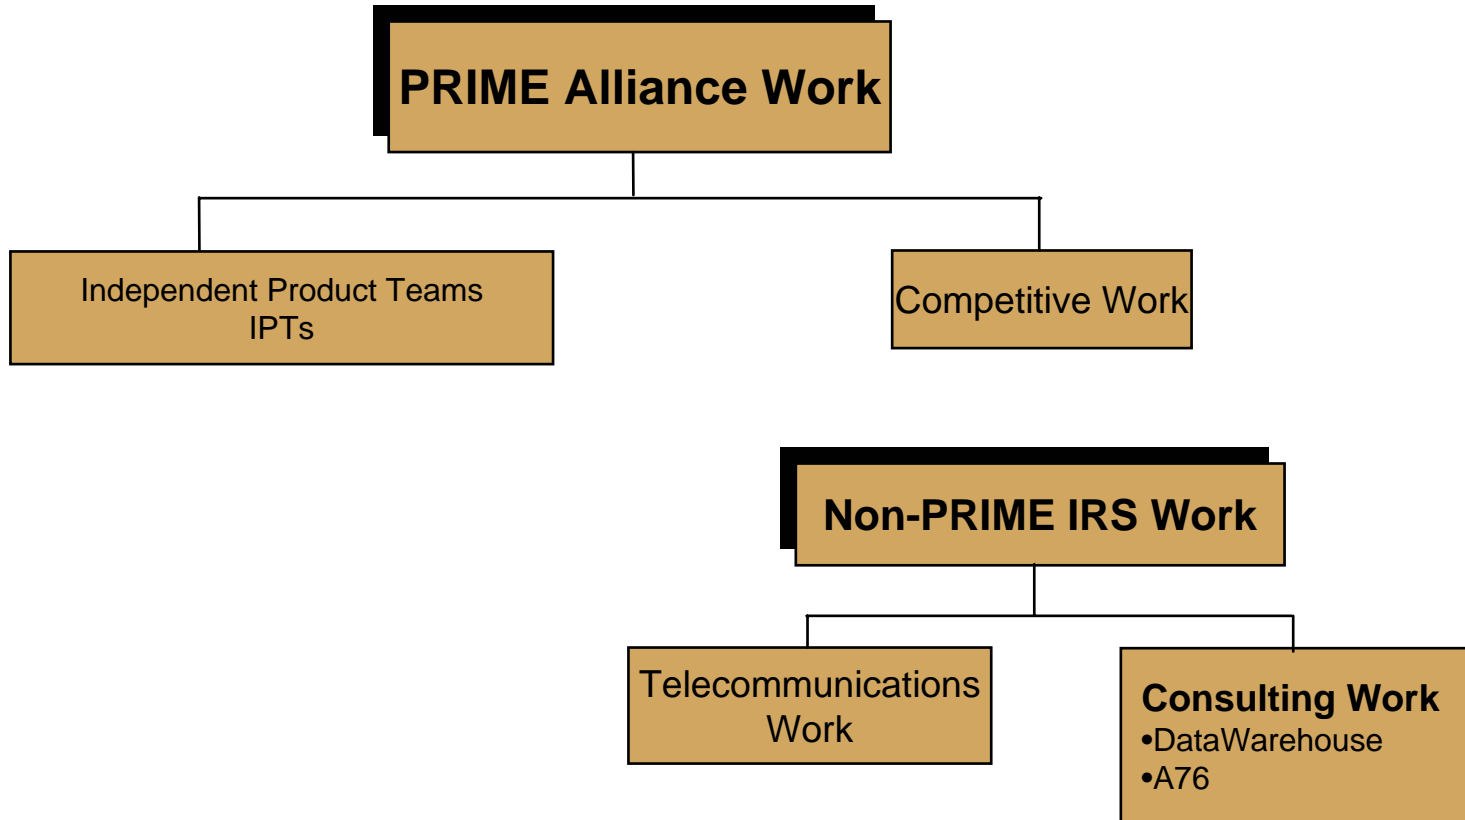 PRIME Alliance Work
Independent Product Teams
IPTs
Competitive Work
Non-PRIME IRS Work
Telecommunications
Work
Consulting Work
•DataWarehouse
•A76